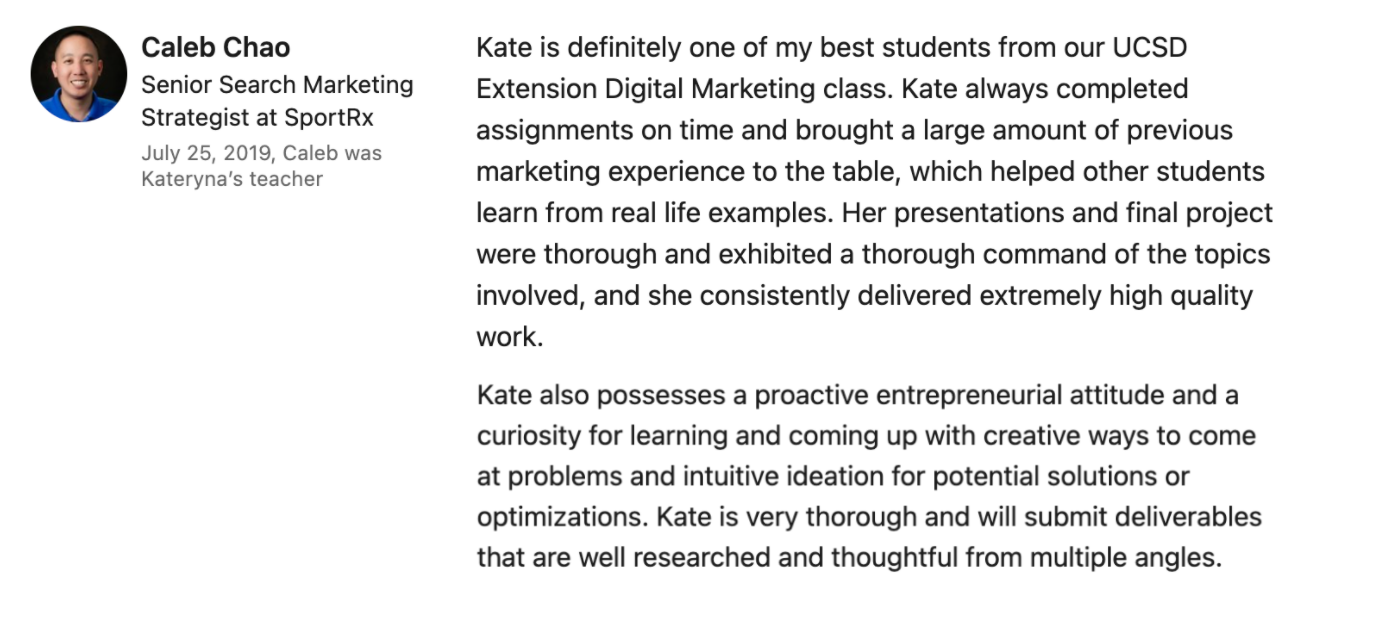 Caleb Chao
Senior Search Marketing
Strategist at SportRx
July 25, 2019, Caleb was
Kateryna’s teacher
Kate is definitely one of my best students from our UCSD
Extension Digital Marketing class. Kate always completed
assignments on time and brought a large amount of previous
marketing experience to the table, which helped other students
learn from real life examples. Her presentations and final project
were thorough and exhibited a thorough command of the topics
involved, and she consistently delivered extremely high quality
work.
Kate also possesses a proactive entrepreneurial attitude and a
curiosity for learning and coming up with creative ways to come
at problems and intuitive ideation for potential solutions or
optimizations. Kate is very thorough and will submit deliverables
that are well researched and thoughtful from multiple angles.